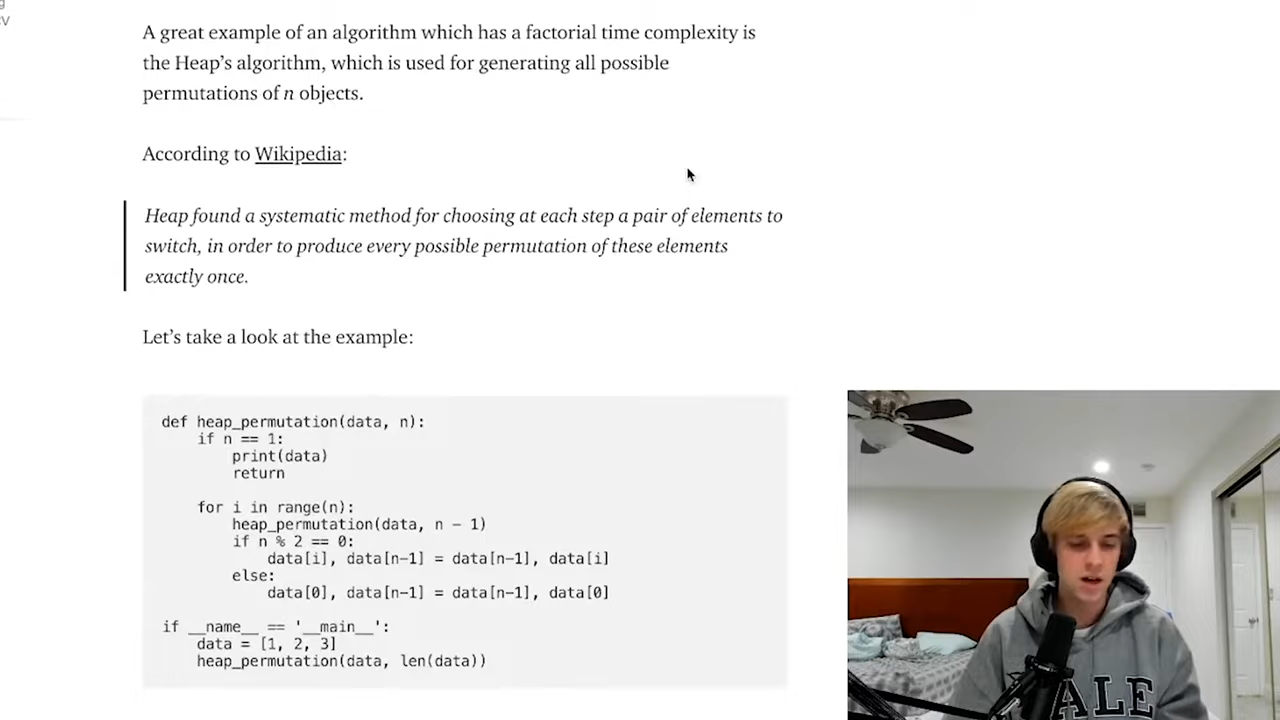 A great example of an algorithm which has a factorial time complexity is
the Heap’s algorithm, which is used for generating all possible
permutations of n objects.
According to Wikipedia:
Heap found a systematic method for choosing at each step a pair of elements to
switch, in order to produce every possible permutation of these elements
exactly once.
Let’s take a look at the example:
def heap_permutation(data, n):
    if n == 1:
        print(data)
        return
    for i in range(n):
        heap_permutation(data, n - 1)
        if n % 2 == 0:
            data[i], data[n-1] = data[n-1], data[i]
        else:
            data[0], data[n-1] = data[n-1], data[0]
if __name__ == '__main__':
    data = [1, 2, 3]
    heap_permutation(data, len(data))
ALE